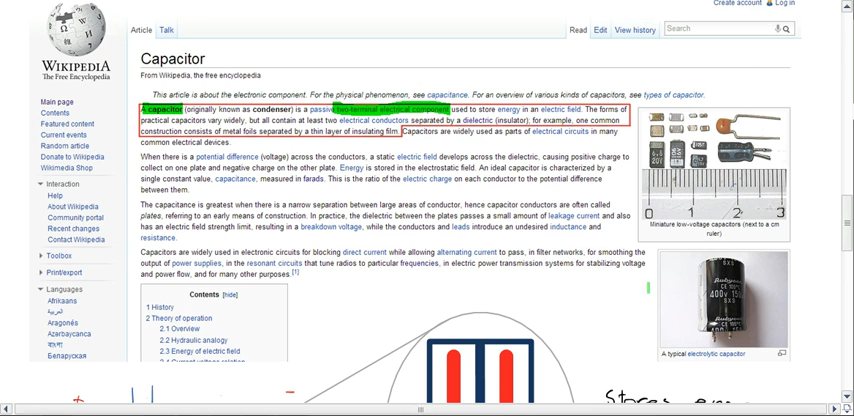 Create account Log in
Article Talk Read Edit View history Search
WIKIPEDIA
The Free Encyclopedia
Main page
Contents
Featured content
Current events
Random article
Donate to Wikipedia
Wikimedia Shop
Interaction
Help
About Wikipedia
Community portal
Recent changes
Contact Wikipedia
Toolbox
Print/export
Languages
Afrikaans
العربية
Aragonés
Azərbaycanca
বাংলা
Беларуская
Capacitor
From Wikipedia, the free encyclopedia
This article is about the electronic component. For the physical phenomenon, see capacitance. For an overview of various kinds of capacitors, see types of capacitor.
A capacitor (originally known as condenser) is a passive two-terminal electrical component used to store energy in an electric field. The forms of
practical capacitors vary widely, but all contain at least two electrical conductors separated by a dielectric (insulator); for example, one common
construction consists of metal foils separated by a thin layer of insulating film. Capacitors are widely used as parts of electrical circuits in many
common electrical devices.
When there is a potential difference (voltage) across the conductors, a static electric field develops across the dielectric, causing positive charge to
collect on one plate and negative charge on the other plate. Energy is stored in the electrostatic field. An ideal capacitor is characterized by a
single constant value, capacitance, measured in farads. This is the ratio of the electric charge on each conductor to the potential difference
between them.
The capacitance is greatest when there is a narrow separation between large areas of conductor, hence capacitor conductors are often called
plates, referring to an early means of construction. In practice, the dielectric between the plates passes a small amount of leakage current and also
has an electric field strength limit, resulting in a breakdown voltage, while the conductors and leads introduce an undesired inductance and
resistance.
Capacitors are widely used in electronic circuits for blocking direct current while allowing alternating current to pass, in filter networks, for smoothing the
output of power supplies, in the resonant circuits that tune radios to particular frequencies, in electric power transmission systems for stabilizing voltage
and power flow, and for many other purposes.[1]
Contents [hide]
1 History
2 Theory of operation
2.1 Overview
2.2 Hydraulic analogy
2.3 Energy of electric field
0 1 2 3
Miniature low-voltage capacitors (next to a cm
ruler)
SXS
Rubycon
CE 105°C
400v
A typical electrolytic capacitor
Stores